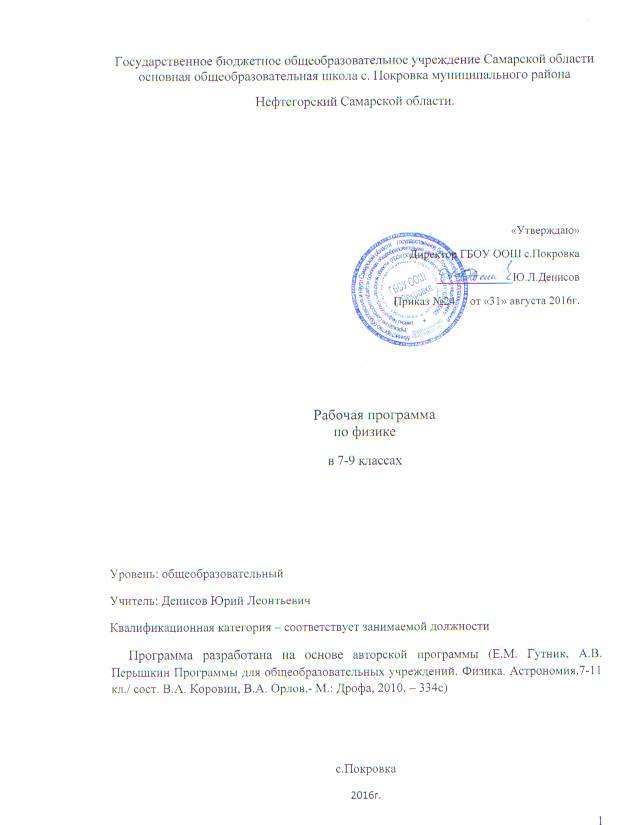 Государственное бюджетное общеобразовательное учреждение Самарской области
основная общеобразовательная школа с. Покровка муниципального района
Нефтегорский Самарской области.
«Утверждаю»
Директор ГБОУ ООШ с.Покровка
Ю.Л.Денисов
Приказ №24 от «31» августа 2016г.
ГБОУ ООШ
с.Покровка
Рабочая программа
по физике
в 7-9 классах
Уровень: общеобразовательный
Учитель: Денисов Юрий Леонтьевич
Квалификационная категория – соответствует занимаемой должности
Программа разработана на основе авторской программы (Е.М. Гутник, А.В.
Перышкин Программы для общеобразовательных учреждений. Физика. Астрономия.7-11
кл./ сост. В.А. Коровин, В.А. Орлов.- М.: Дрофа, 2010. – 334с)
с.Покровка
2016г.
1